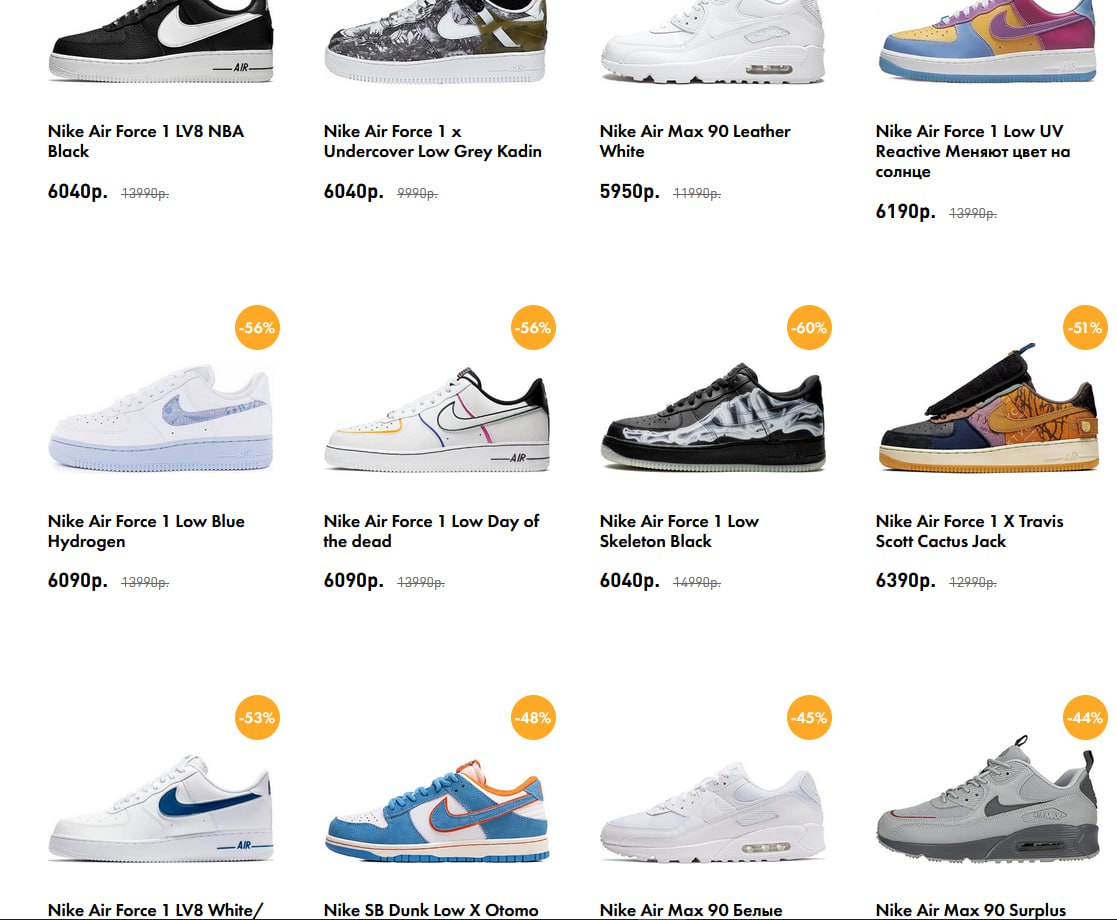 AIR
AIR
Nike Air Force 1 LV8 NBA
Black
6040р. 13990р.
Nike Air Force 1 x
Undercover Low Grey Kadin
6040р. 9990р.
Nike Air Max 90 Leather
White
5950р. 11990р.
Nike Air Force 1 Low UV
Reactive Меняют цвет на
солнце
6190р. 13990р.
-56%
Nike Air Force 1 Low Blue
Hydrogen
6090р. 13990р.
-56%
AIR
Nike Air Force 1 Low Day of
the dead
6090р. 13990р.
-60%
Nike Air Force 1 Low
Skeleton Black
6040р. 14990р.
-51%
Nike Air Force 1 X Travis
Scott Cactus Jack
6390р. 12990р.
-53%
AIR
Nike Air Force 1 LV8 White/
-48%
Nike SB Dunk Low X Otomo
-45%
Nike Air Max 90 Белые
-44%
AIR MAX
Nike Air Max 90 Surplus